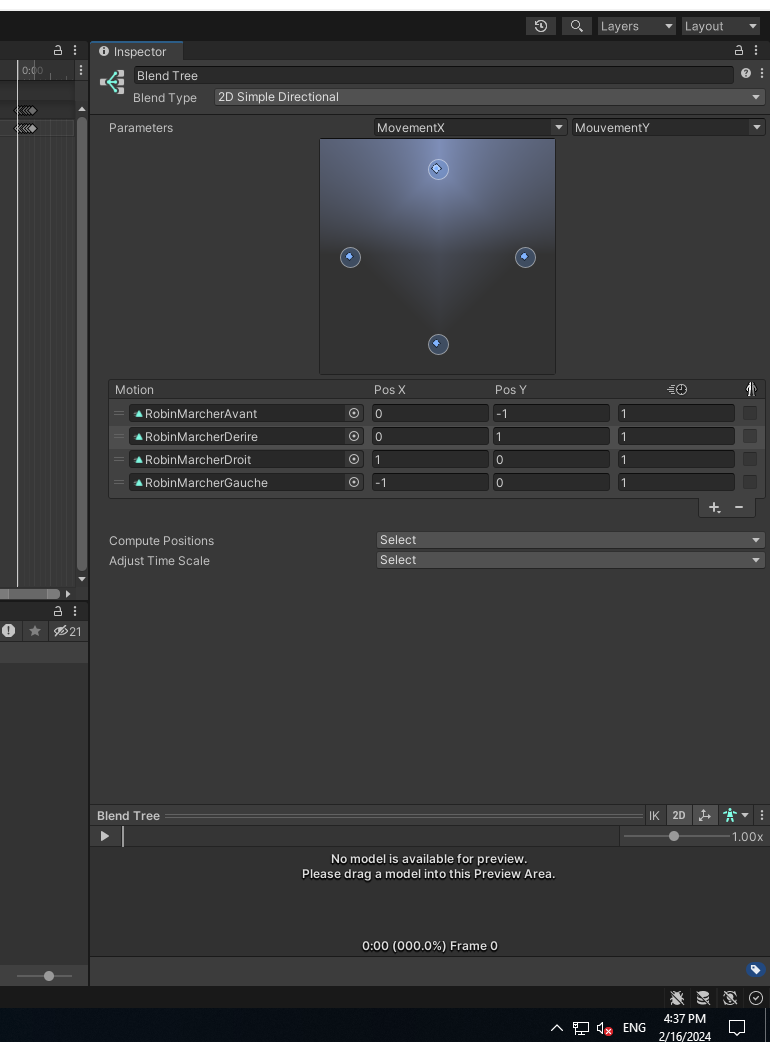 Layers Layout
Inspector
0:00
Blend Tree
Blend Type 2D Simple Directional
Parameters MovementX MouvementY
Motion Pos X Pos Y
RobinMarcherAvant 0 -1 1
RobinMarcherDerire 0 1 1
RobinMarcherDroit 1 0 1
RobinMarcherGauche -1 0 1
+ -
Compute Positions Select
Adjust Time Scale Select
21
Blend Tree IK 2D
1.00x
No model is available for preview.
Please drag a model into this Preview Area.
0:00 (000.0%) Frame 0
ENG
4:37 PM
2/16/2024